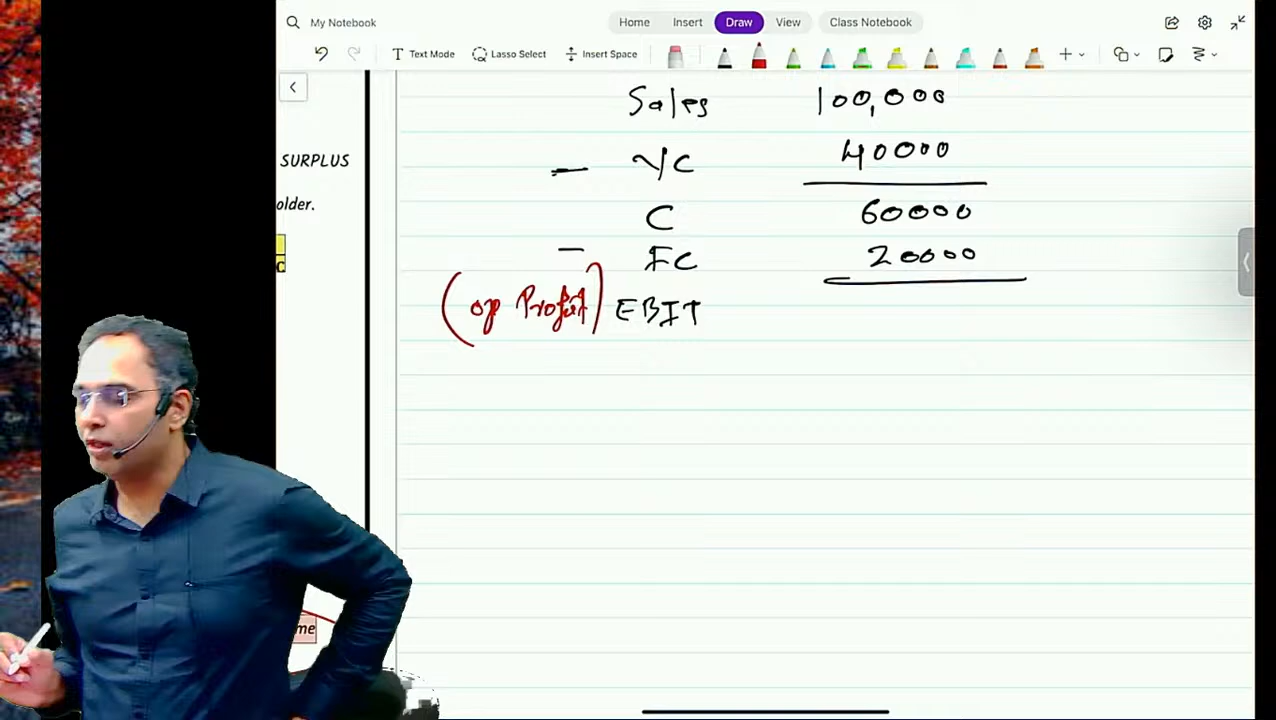 My Notebook
Home Insert Draw View Class Notebook
Text Mode Lasso Select Insert Space
SURPLUS
older.
c
me
Sales 100,000
- VC 40000
C 60000
- FC 20000
(op Profit) EBIT